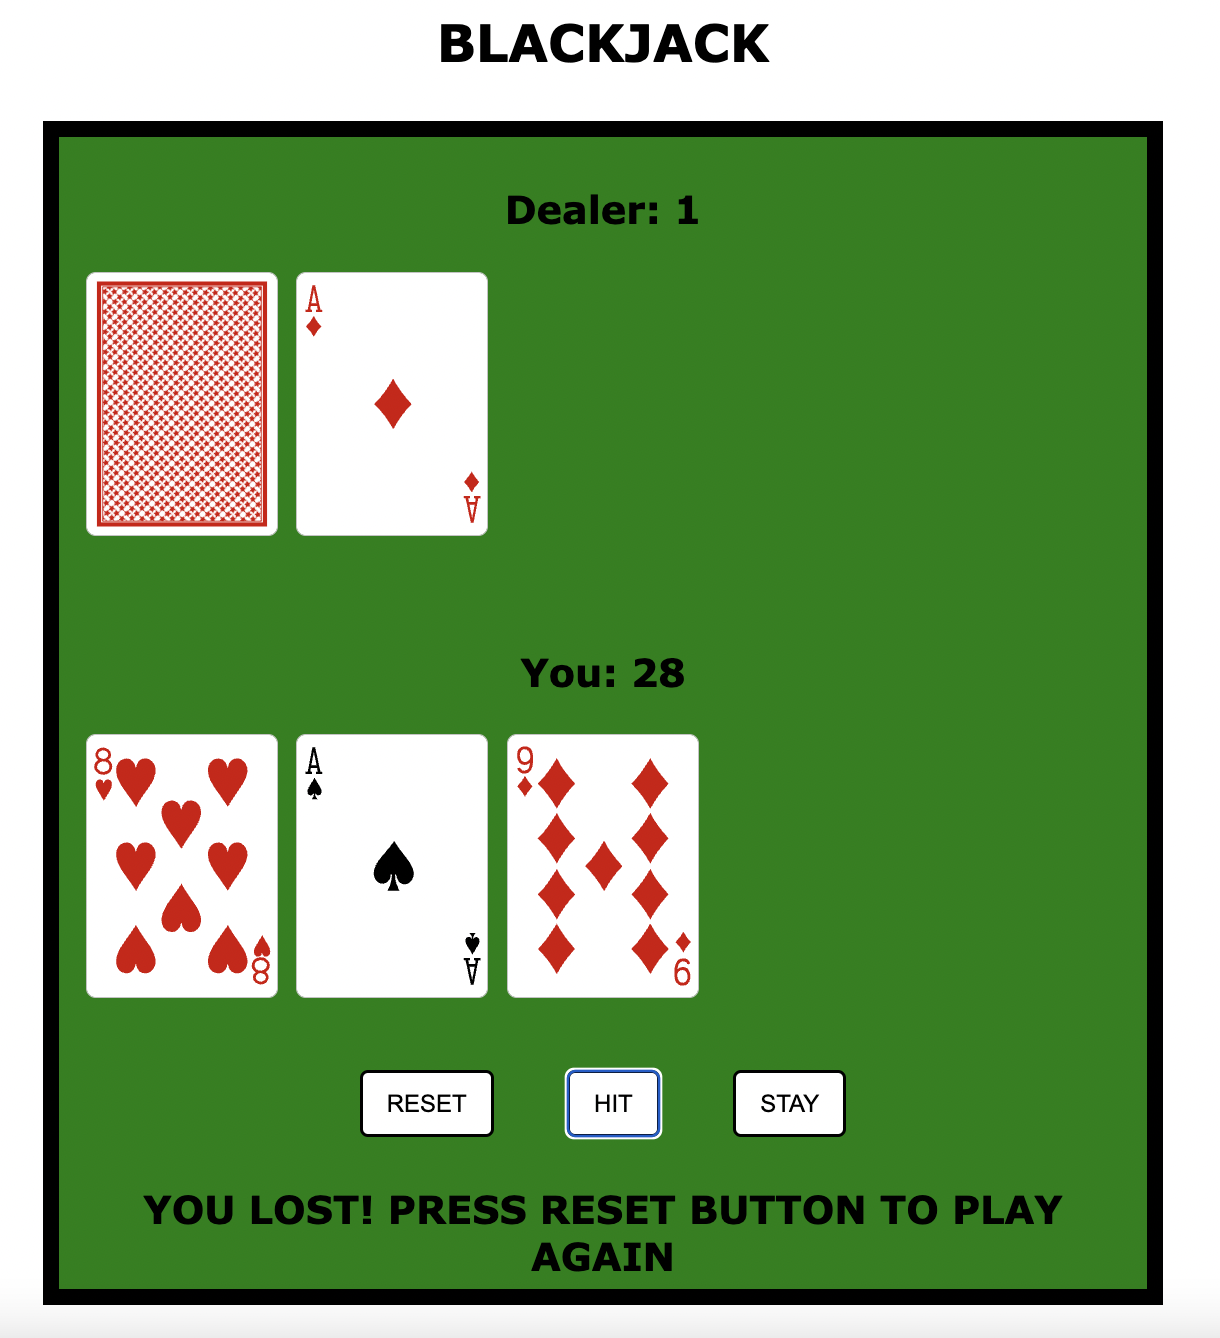 BLACKJACK
Dealer: 1
A
A
You: 28
8 A 9
8 A 9
RESET HIT STAY
YOU LOST! PRESS RESET BUTTON TO PLAY
AGAIN